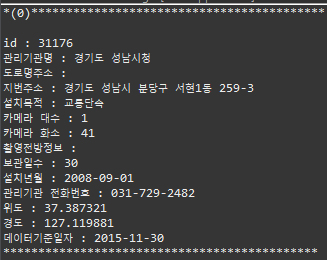 *(0)******************************************
id : 31176
관리기관명 : 경기도 성남시청
도로명주소 :
지번주소 : 경기도 성남시 분당구 서현1동 259-3
설치목적 : 교통단속
카메라 대수 : 1
카메라 화소 : 41
촬영전방정보 :
보관일수 : 30
설치년월 : 2008-09-01
관리기관 전화번호 : 031-729-2482
위도 : 37.387321
경도 : 127.119881
데이터기준일자 : 2015-11-30
*********************************************